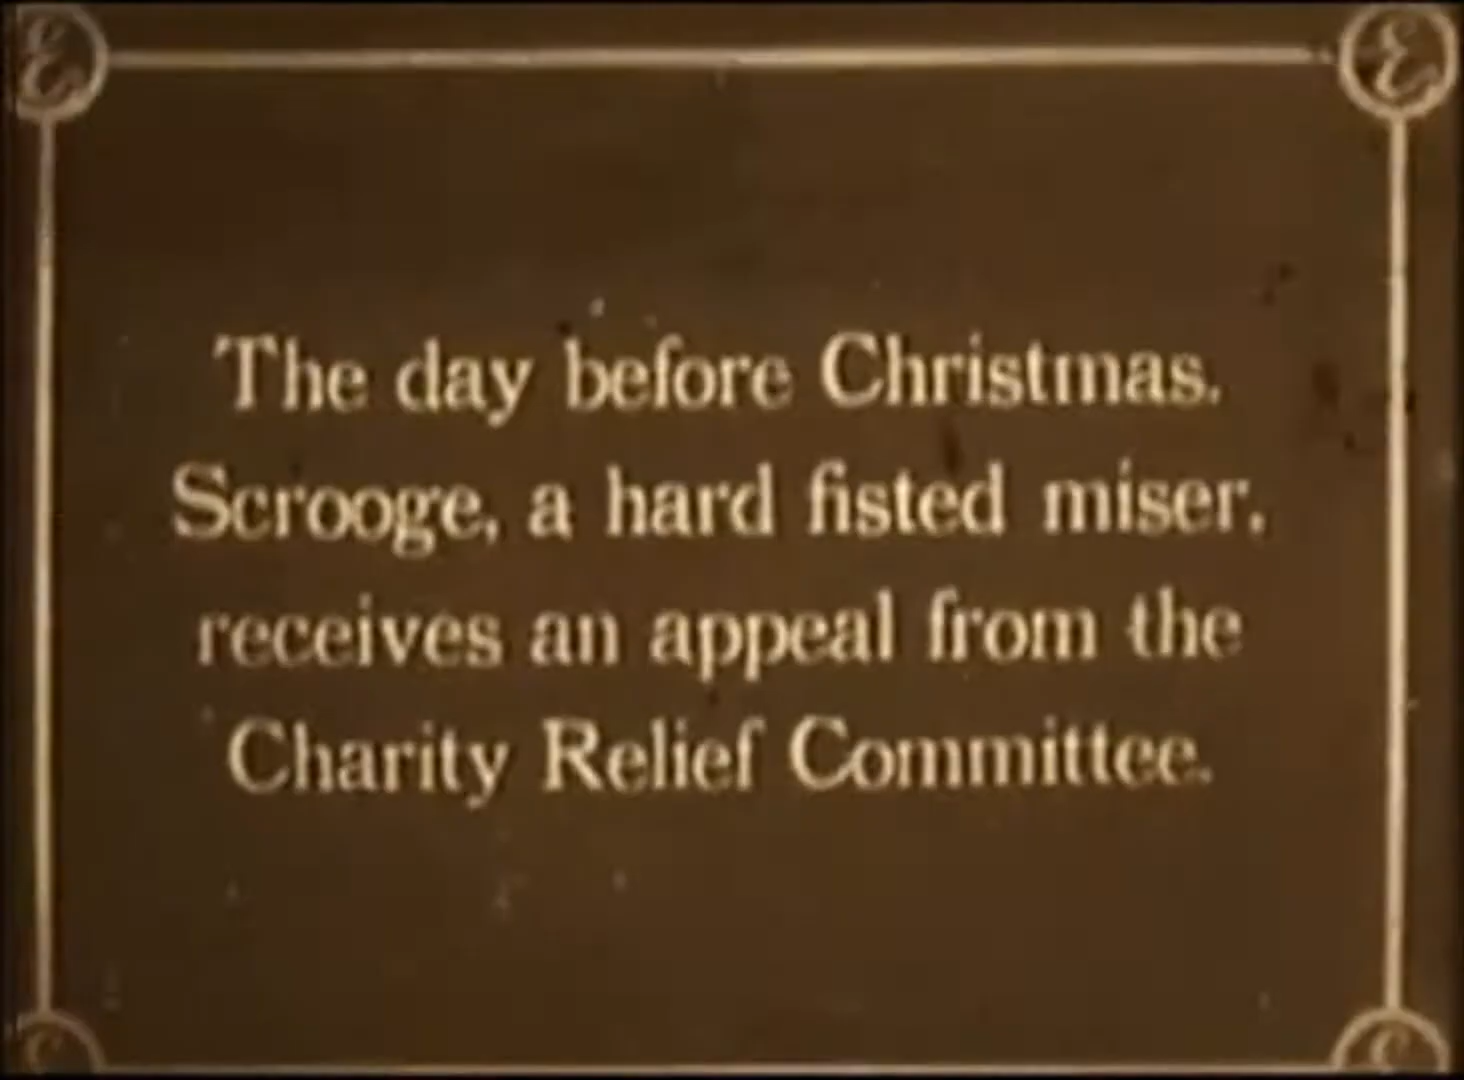 E E
The day before Christmas.
Scrooge, a hard fisted miser,
receives an appeal from the
Charity Relief Committee.
E E